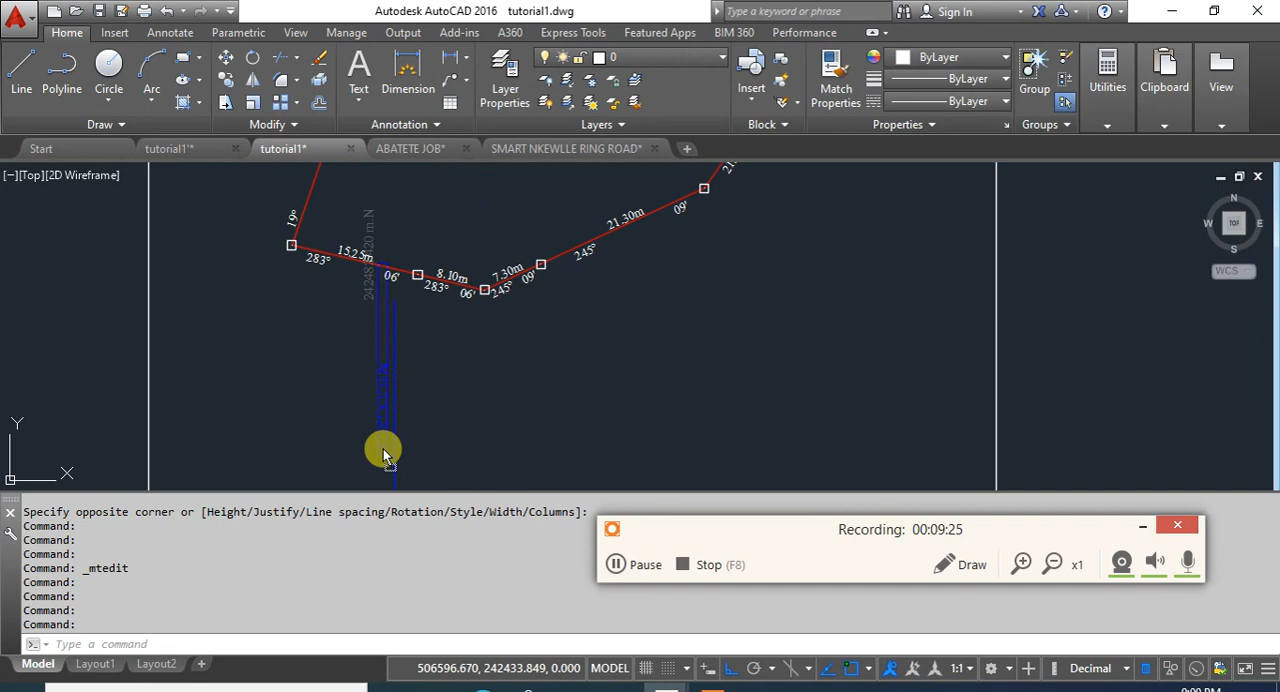 Autodesk AutoCAD 2016 tutorial1.dwg
Type a keyword or phrase
Sign In
Home Insert Annotate Parametric View Manage Output Add-ins A360 Express Tools Featured Apps BIM 360 Performance
Line Polyline Circle Arc
Text Dimension
Layer Properties
0
Insert
Match Properties
ByLayer
ByLayer
ByLayer
Group
Utilities Clipboard View
Draw Modify Annotation Layers Block Properties Groups
Start tutorial1* tutorial1* ABATETE JOB* SMART NKEWLLE RING ROAD*
[−][Top][2D Wireframe]
N
W TOP E
S
WCS
19°
15.25m
283°
06'
8.10m
283°
06'
7.30m
245°
09'
21.30m
245°
09'
21.
Y
X
Specify opposite corner or [Height/Justify/Line spacing/Rotation/Style/Width/Columns]:
Command:
Command:
Command:
Command: _mtedit
Command:
Command:
Command:
Command:
Type a command
Recording: 00:09:25
Pause Stop (F8) Draw x1
Model Layout1 Layout2
506596.670, 242433.849, 0.000 MODEL 1:1 Decimal